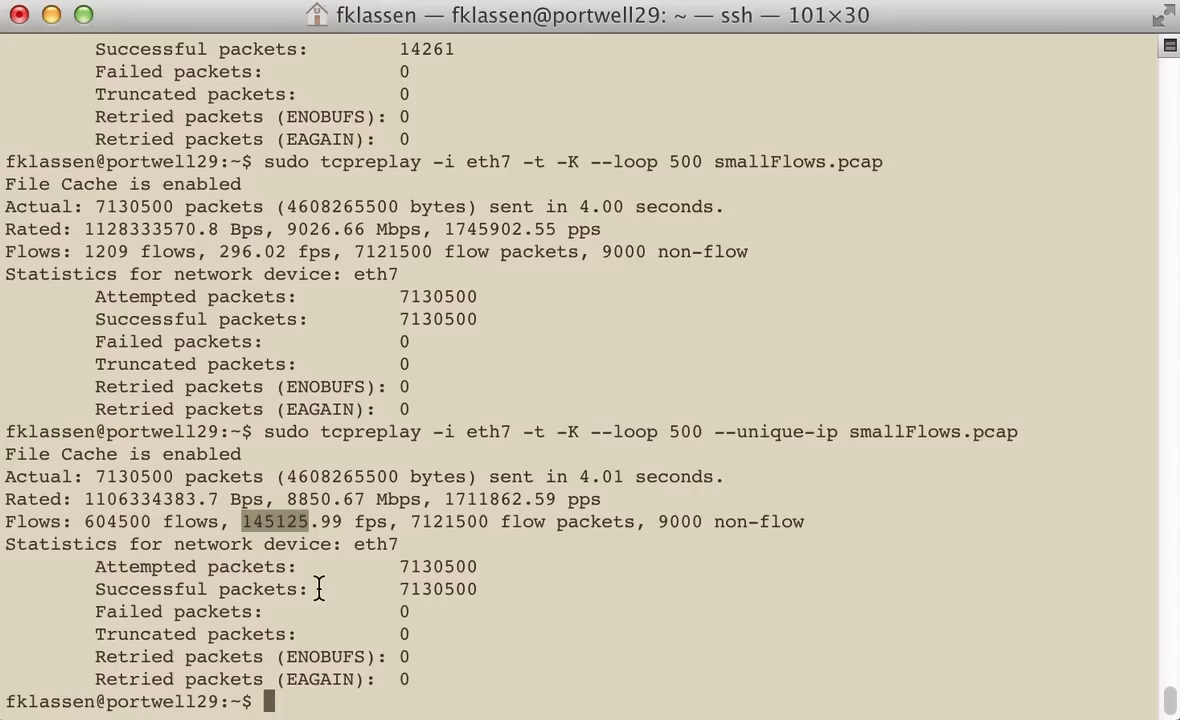 fklassen — fklassen@portwell29: ~ — ssh — 101×30
Successful packets: 14261
Failed packets: 0
Truncated packets: 0
Retried packets (ENOBUFS): 0
Retried packets (EAGAIN): 0
fklassen@portwell29:~$ sudo tcpreplay -i eth7 -t -K --loop 500 smallFlows.pcap
File Cache is enabled
Actual: 7130500 packets (4608265500 bytes) sent in 4.00 seconds.
Rated: 1128333570.8 Bps, 9026.66 Mbps, 1745902.55 pps
Flows: 1209 flows, 296.02 fps, 7121500 flow packets, 9000 non-flow
Statistics for network device: eth7
Attempted packets: 7130500
Successful packets: 7130500
Failed packets: 0
Truncated packets: 0
Retried packets (ENOBUFS): 0
Retried packets (EAGAIN): 0
fklassen@portwell29:~$ sudo tcpreplay -i eth7 -t -K --loop 500 --unique-ip smallFlows.pcap
File Cache is enabled
Actual: 7130500 packets (4608265500 bytes) sent in 4.01 seconds.
Rated: 1106334383.7 Bps, 8850.67 Mbps, 1711862.59 pps
Flows: 604500 flows, 145125.99 fps, 7121500 flow packets, 9000 non-flow
Statistics for network device: eth7
Attempted packets: 7130500
Successful packets: 7130500
Failed packets: 0
Truncated packets: 0
Retried packets (ENOBUFS): 0
Retried packets (EAGAIN): 0
fklassen@portwell29:~$